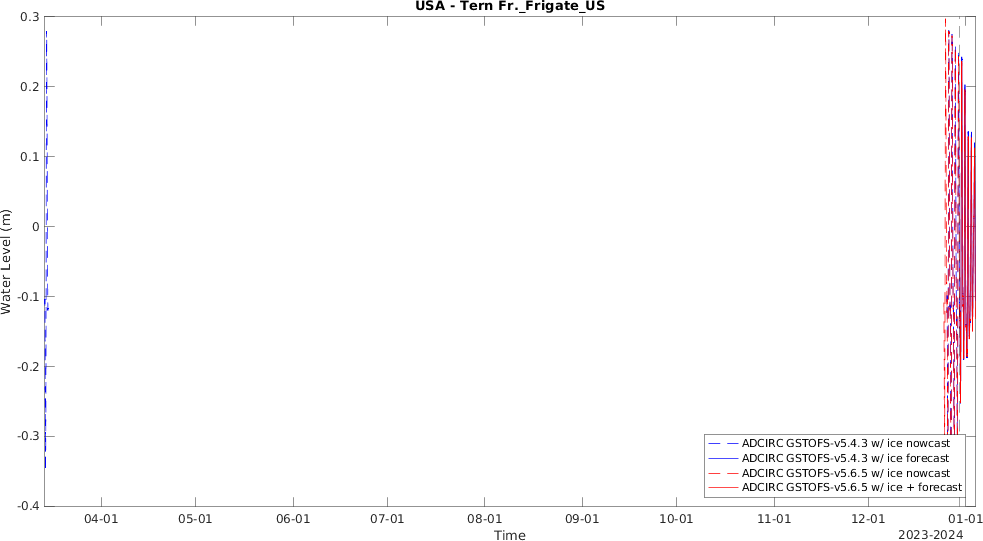 USA - Tern Fr._Frigate_US
0.3
0.2
0.1
0
-0.1
-0.2
-0.3
-0.4
Water Level (m)
ADCIRC GSTOFS-v5.4.3 w/ ice nowcast
ADCIRC GSTOFS-v5.4.3 w/ ice forecast
ADCIRC GSTOFS-v5.6.5 w/ ice nowcast
ADCIRC GSTOFS-v5.6.5 w/ ice + forecast
04-01 05-01 06-01 07-01 08-01 09-01 10-01 11-01 12-01 01-01
Time
2023-2024